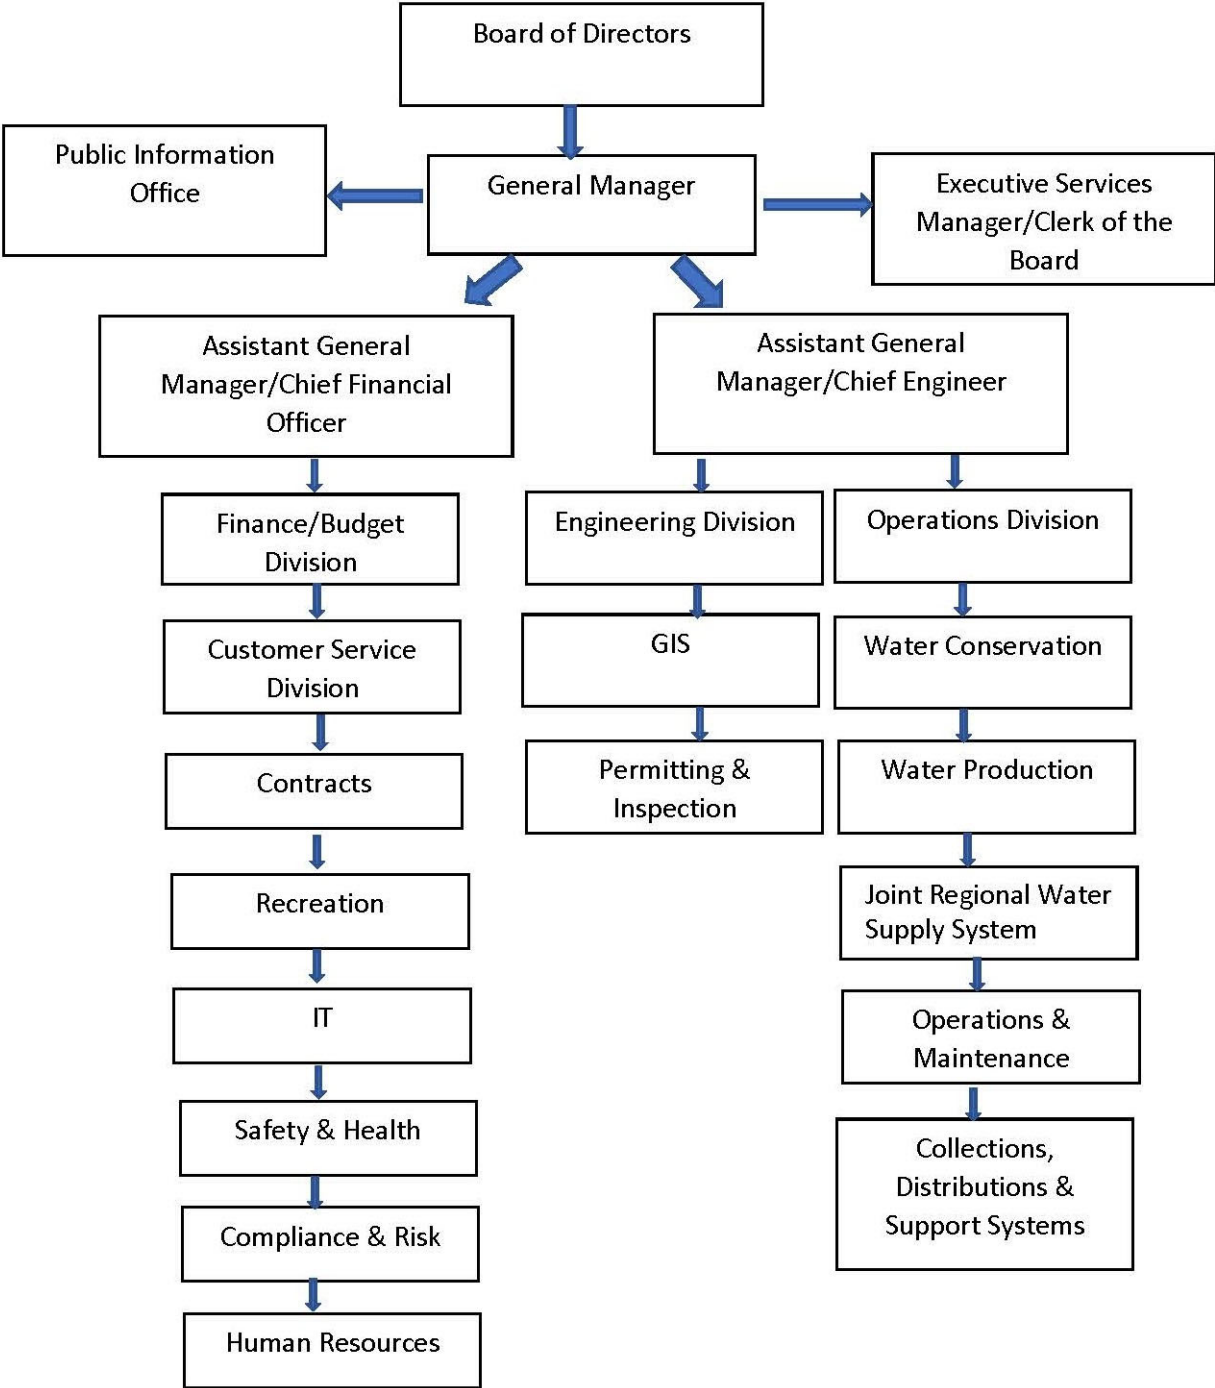 Board of Directors
Public Information
Office
General Manager
Executive Services
Manager/Clerk of the
Board
Assistant General
Manager/Chief Financial
Officer
Assistant General
Manager/Chief Engineer
Finance/Budget
Division
Customer Service
Division
Contracts
Recreation
IT
Safety & Health
Compliance & Risk
Human Resources
Engineering Division
GIS
Permitting &
Inspection
Operations Division
Water Conservation
Water Production
Joint Regional Water
Supply System
Operations &
Maintenance
Collections,
Distributions &
Support Systems